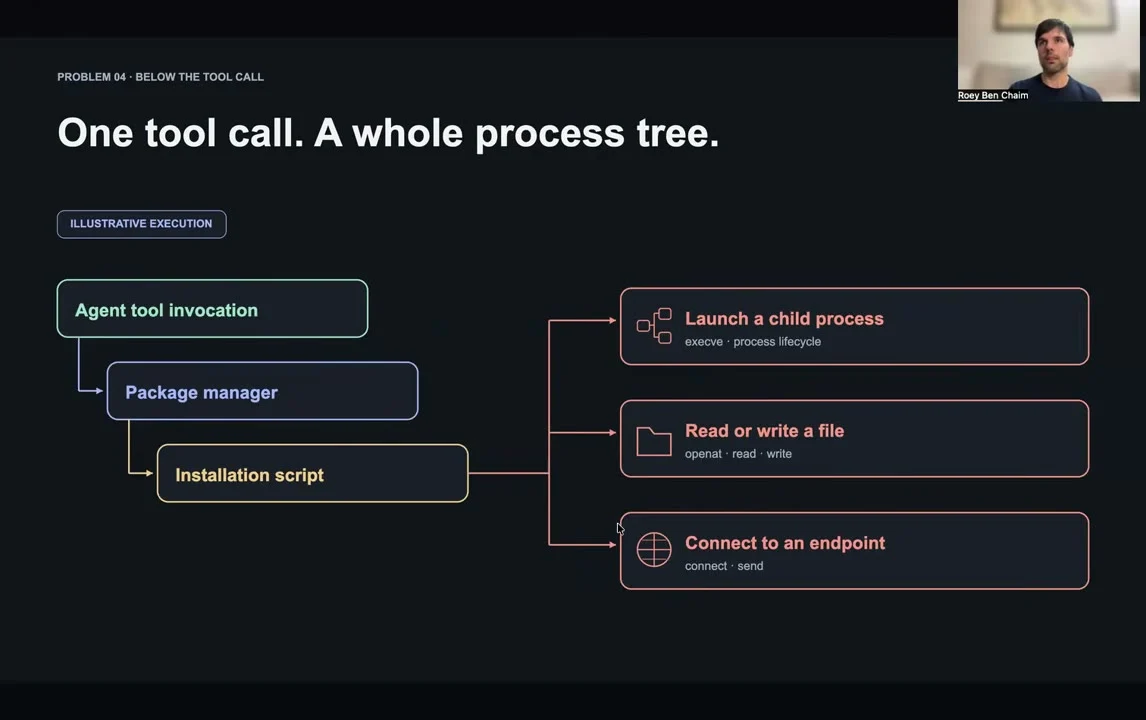 PROBLEM 04 · BELOW THE TOOL CALL
One tool call. A whole process tree.
ILLUSTRATIVE EXECUTION
Agent tool invocation
Package manager
Installation script
Launch a child process
execve · process lifecycle
Read or write a file
openat · read · write
Connect to an endpoint
connect · send
Roey Ben Chaim